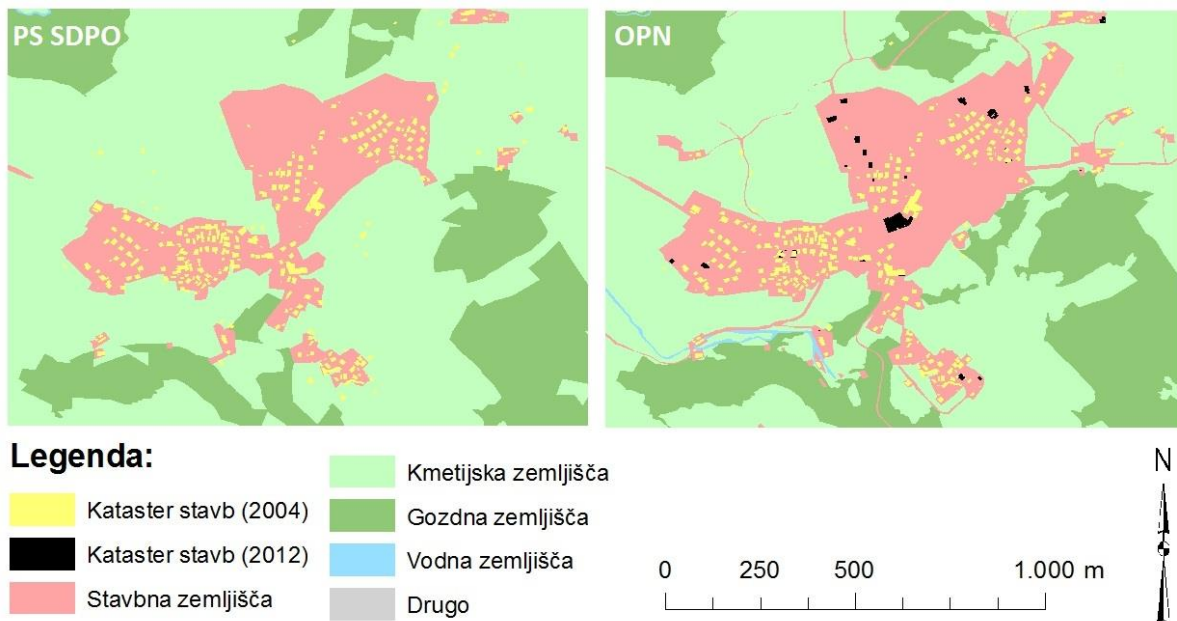 PS SDPO
OPN
Legenda:
Kataster stavb (2004)
Kataster stavb (2012)
Stavbna zemljišča
Kmetijska zemljišča
Gozdna zemljišča
Vodna zemljišča
Drugo
0 250 500 1.000 m
N